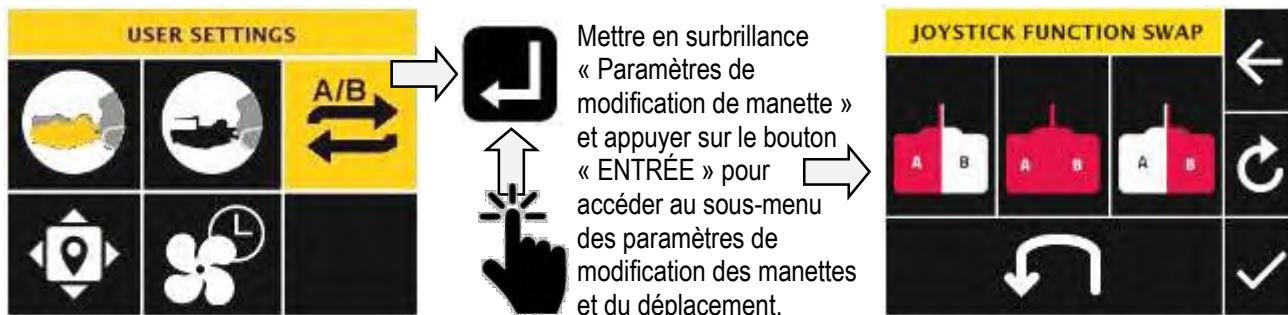 USER SETTINGS
A/B
Mettre en surbrillance
« Paramètres de
modification de manette »
et appuyer sur le bouton
« ENTRÉE » pour
accéder au sous-menu
des paramètres de
modification des manettes
et du déplacement.
JOYSTICK FUNCTION SWAP
A B
A B
A B